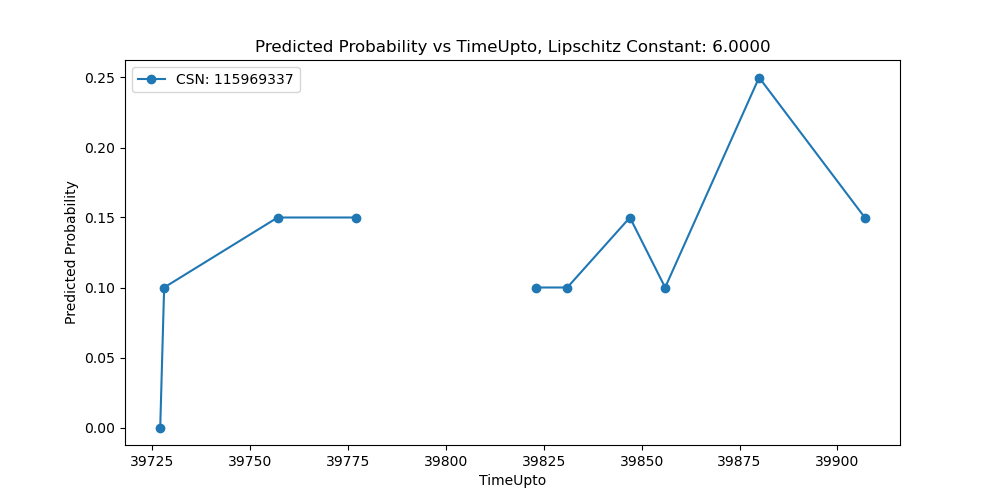 Predicted Probability vs TimeUpto, Lipschitz Constant: 6.0000
CSN: 115969337
Predicted Probability
0.25
0.20
0.15
0.10
0.05
0.00
39725 39750 39775 39800 39825 39850 39875 39900
TimeUpto